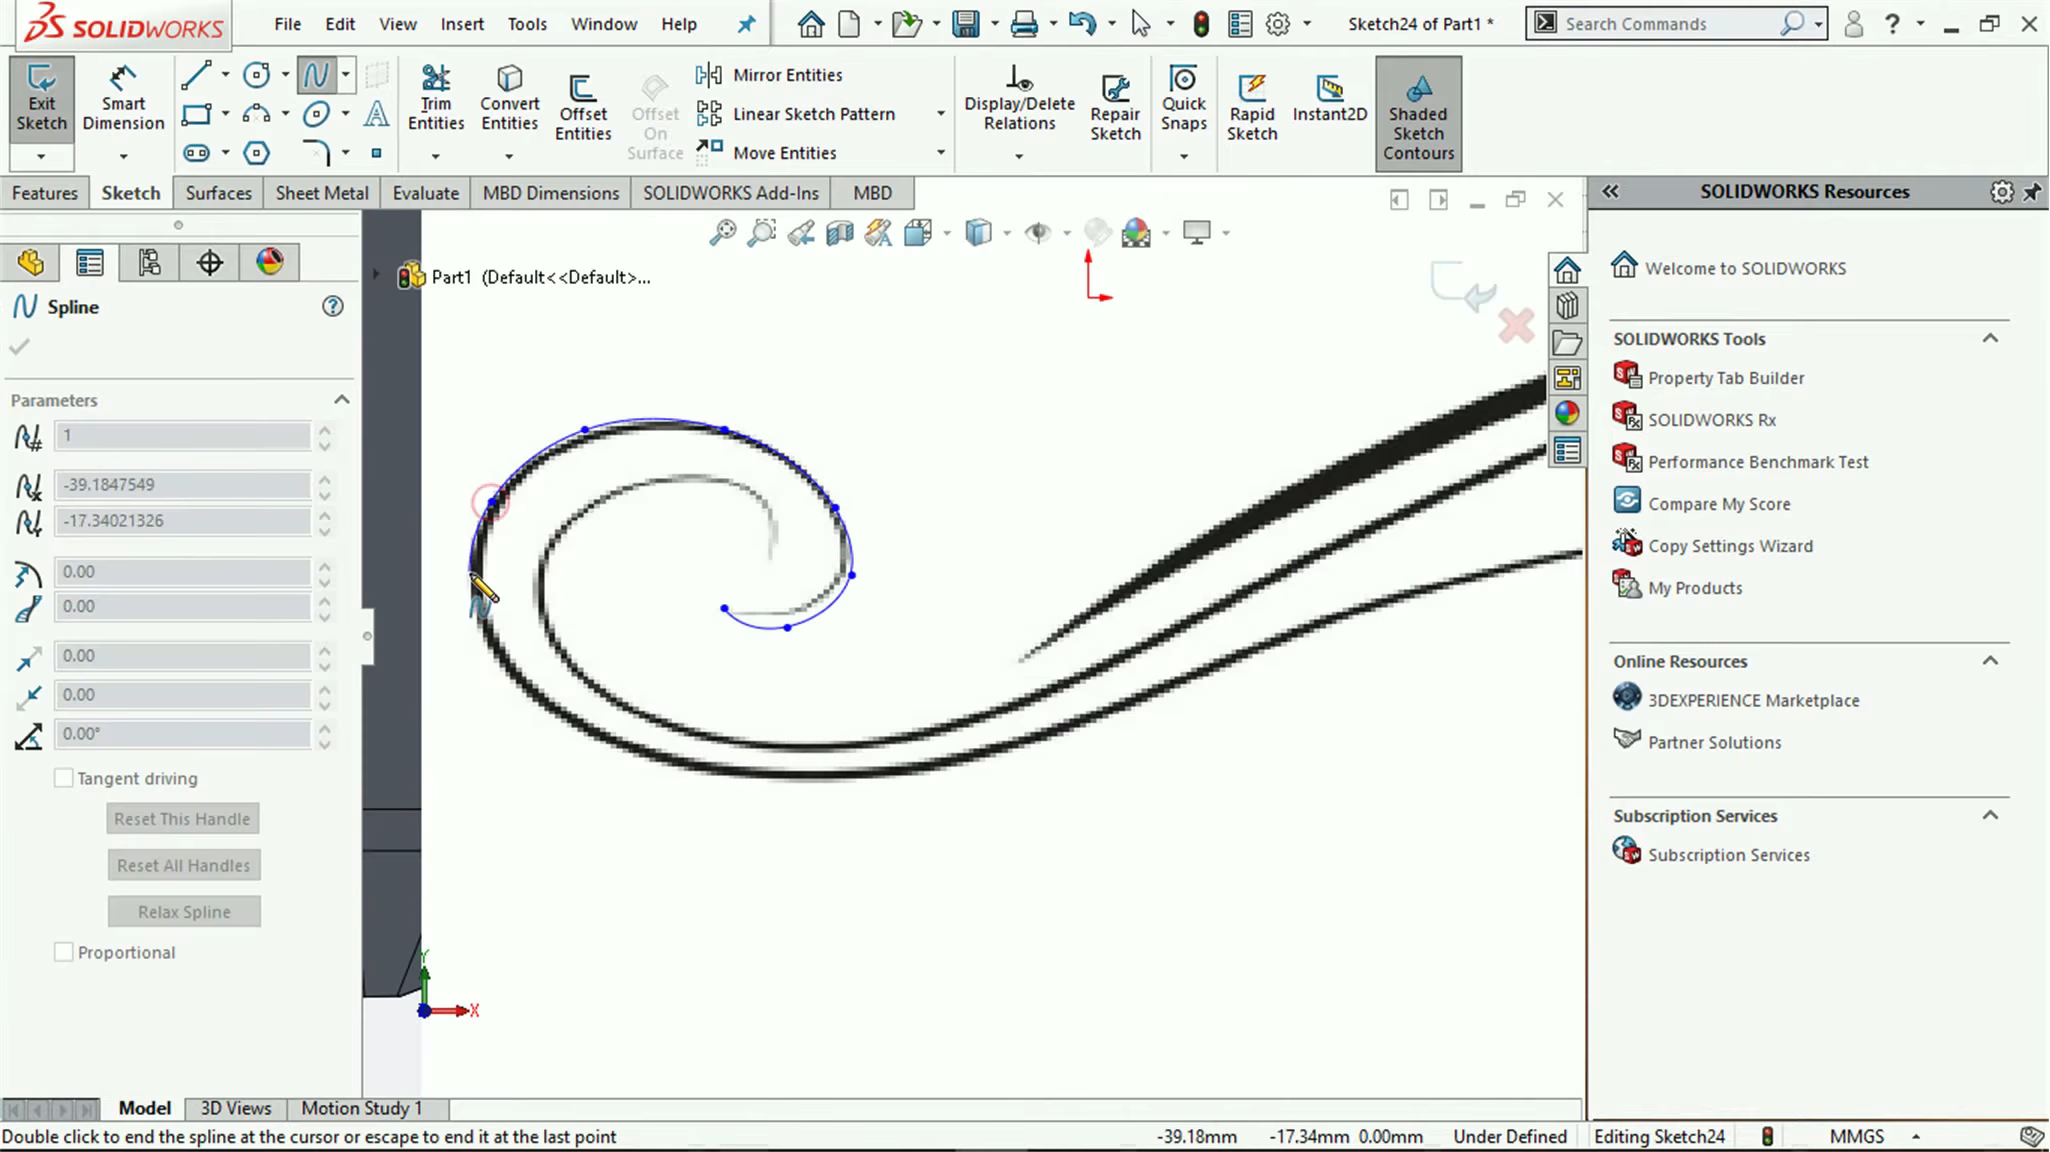 SOLIDWORKS
File Edit View Insert Tools Window Help
Sketch24 of Part1 *
Search Commands
Exit Sketch
Smart Dimension
Trim Entities
Convert Entities
Offset Entities
Offset On Surface
Mirror Entities
Linear Sketch Pattern
Move Entities
Display/Delete Relations
Repair Sketch
Quick Snaps
Rapid Sketch
Instant2D
Shaded Sketch Contours
Features Sketch Surfaces Sheet Metal Evaluate MBD Dimensions SOLIDWORKS Add-Ins MBD
SOLIDWORKS Resources
Part1 (Default<<Default>...
Spline
Parameters
1
-39.1847549
-17.34021326
0.00
0.00
0.00
0.00
0.00°
Tangent driving
Reset This Handle
Reset All Handles
Relax Spline
Proportional
Y
X
Welcome to SOLIDWORKS
SOLIDWORKS Tools
Property Tab Builder
SOLIDWORKS Rx
Performance Benchmark Test
Compare My Score
Copy Settings Wizard
My Products
Online Resources
3DEXPERIENCE Marketplace
Partner Solutions
Subscription Services
Subscription Services
Model 3D Views Motion Study 1
Double click to end the spline at the cursor or escape to end it at the last point
-39.18mm -17.34mm 0.00mm Under Defined Editing Sketch24 MMGS